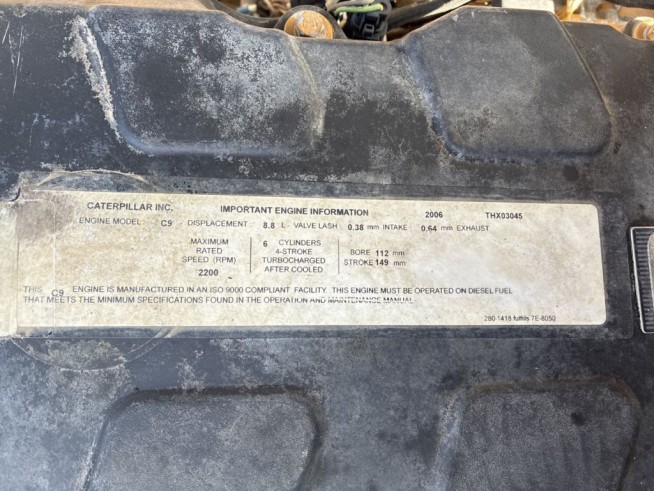 CATERPILLAR INC. IMPORTANT ENGINE INFORMATION 2006 THX03045
ENGINE MODEL: C9 DISPLACEMENT 8.8 L VALVE LASH 0.38 mm INTAKE 0.64 mm EXHAUST
MAXIMUM
RATED
SPEED (RPM)
2200
6 CYLINDERS
4-STROKE
TURBOCHARGED
AFTER COOLED
BORE 112 mm
STROKE 149 mm
THIS C9 ENGINE IS MANUFACTURED IN AN ISO 9000 COMPLIANT FACILITY. THIS ENGINE MUST BE OPERATED ON DIESEL FUEL
THAT MEETS THE MINIMUM SPECIFICATIONS FOUND IN THE OPERATION AND MAINTENANCE MANUAL
280-1418 fulfills 7E-8050